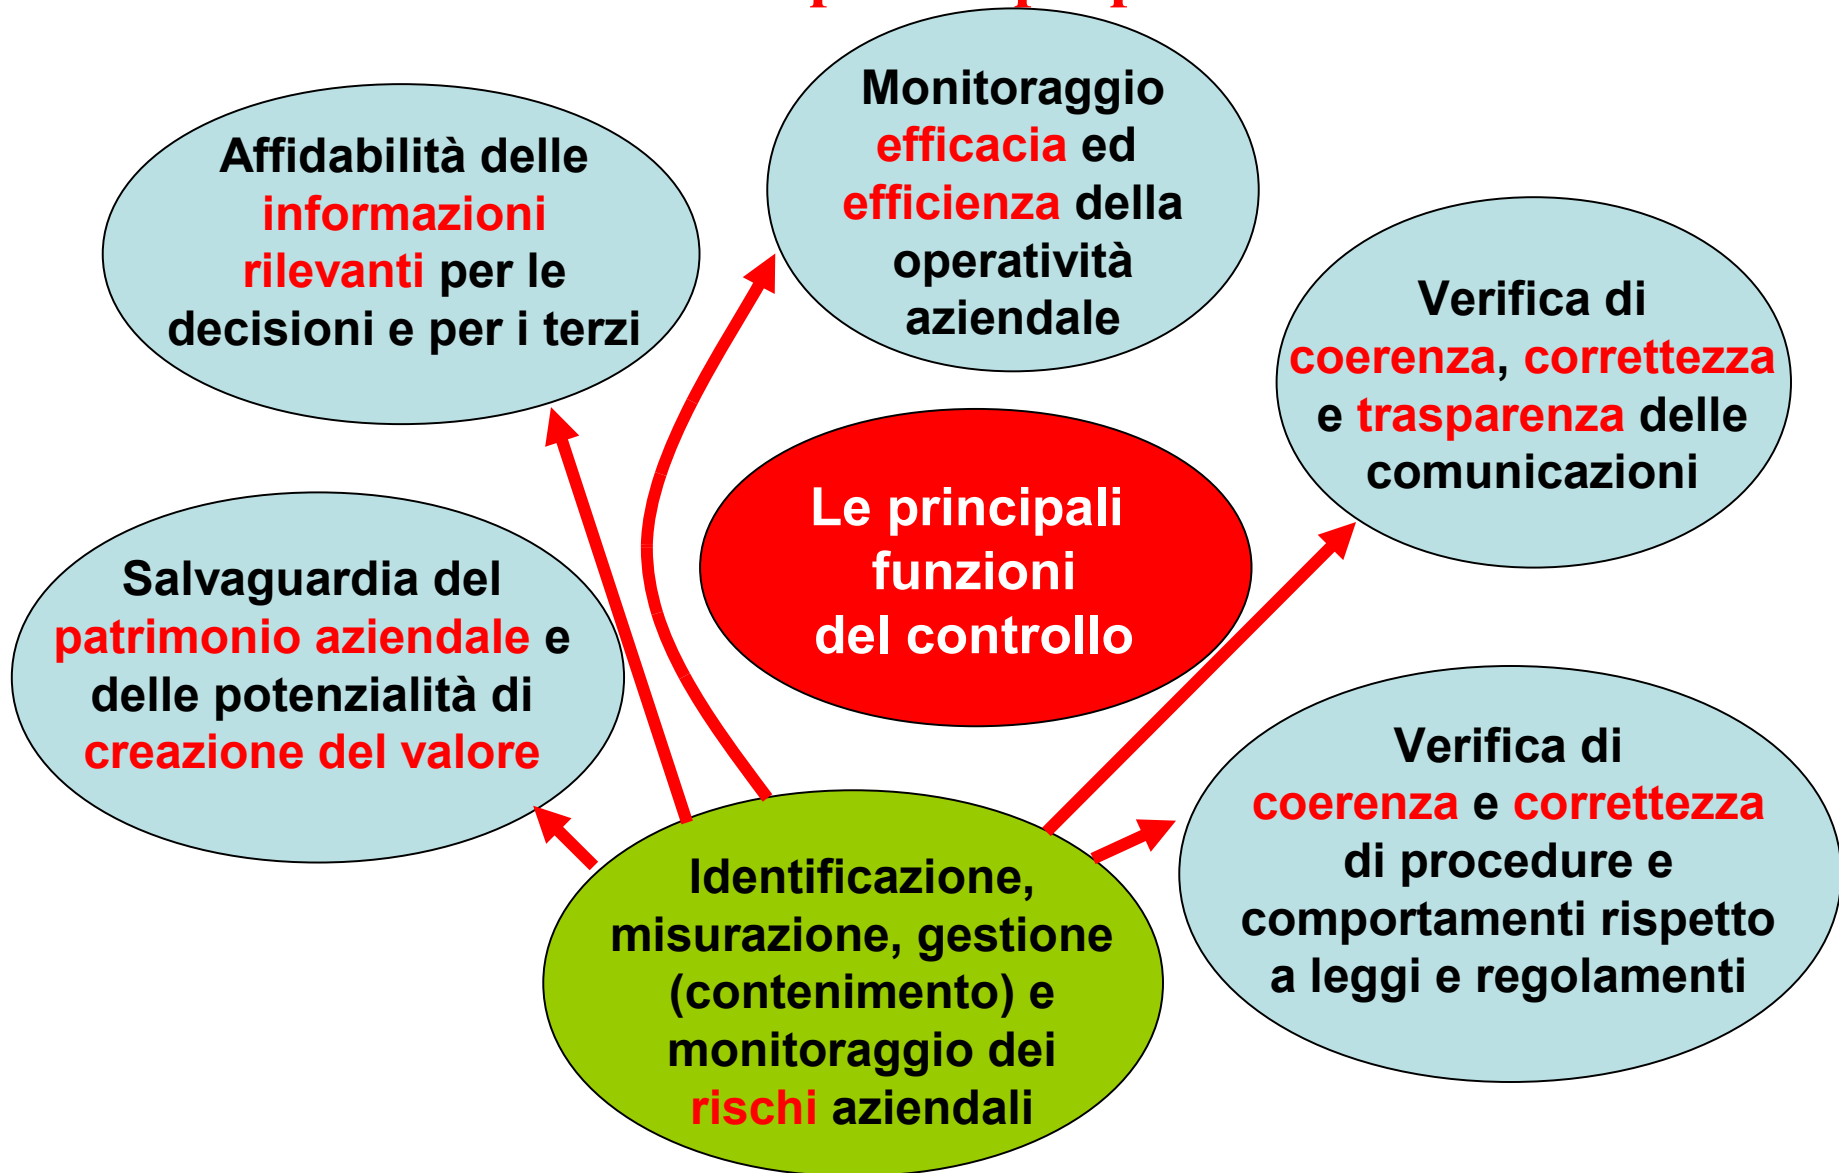 Monitoraggio
efficacia ed
efficienza della
operatività
aziendale
Affidabilità delle
informazioni
rilevanti per le
decisioni e per i terzi
Verifica di
coerenza, correttezza
e trasparenza delle
comunicazioni
Le principali
funzioni
del controllo
Salvaguardia del
patrimonio aziendale e
delle potenzialità di
creazione del valore
Verifica di
coerenza e correttezza
di procedure e
comportamenti rispetto
a leggi e regolamenti
Identificazione,
misurazione, gestione
(contenimento) e
monitoraggio dei
rischi aziendali